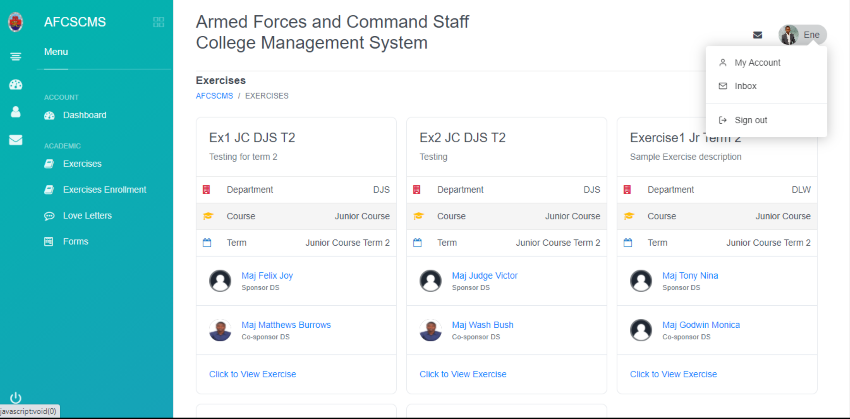 AFCSCMS
Menu
ACCOUNT
Dashboard
ACADEMIC
Exercises
Exercises Enrollment
Love Letters
Forms
javascript:void(0)
Armed Forces and Command Staff
College Management System
Ene
My Account
Inbox
Sign out
Exercises
AFCSCMS / EXERCISES
Ex1 JC DJS T2
Testing for term 2
Department DJS
Course Junior Course
Term Junior Course Term 2
Maj Felix Joy
Sponsor DS
Maj Matthews Burrows
Co-sponsor DS
Click to View Exercise
Ex2 JC DJS T2
Testing
Department DJS
Course Junior Course
Term Junior Course Term 2
Maj Judge Victor
Sponsor DS
Maj Wash Bush
Co-sponsor DS
Click to View Exercise
Exercise1 Jr Term 2
Sample Exercise description
Department DLW
Course Junior Course
Term Junior Course Term 2
Maj Tony Nina
Sponsor DS
Maj Godwin Monica
Co-sponsor DS
Click to View Exercise